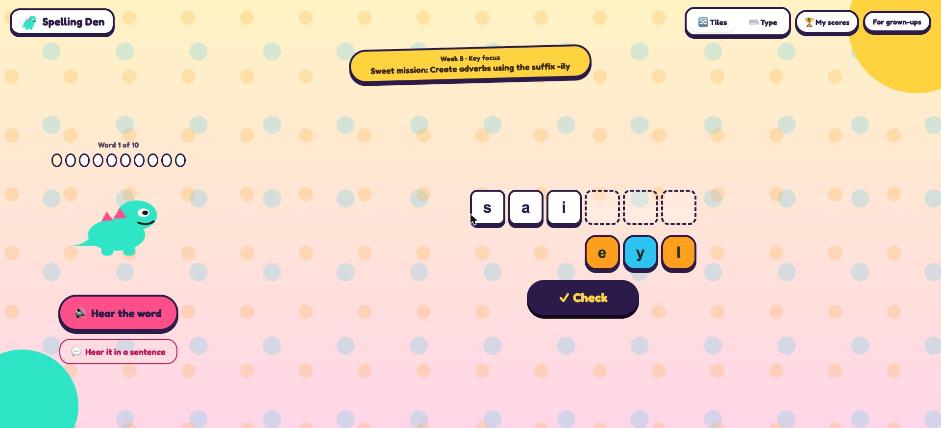 Spelling Den
Tiles
Type
My scores
For grown-ups
Week 8 · Key focus
Sweet mission: Create adverbs using the suffix -ily
Word 1 of 10
s a i
e y l
✓ Check
Hear the word
Hear it in a sentence